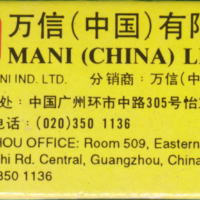 万信(中国)有限
MANI (CHINA) LI
NI IND. LTD. 分销商: 万信(中
处: 中国广州环市中路305号怡
电话: (020)350 1136
HOU OFFICE: Room 509, Eastern
hi Rd. Central, Guangzhou, China
350 1136